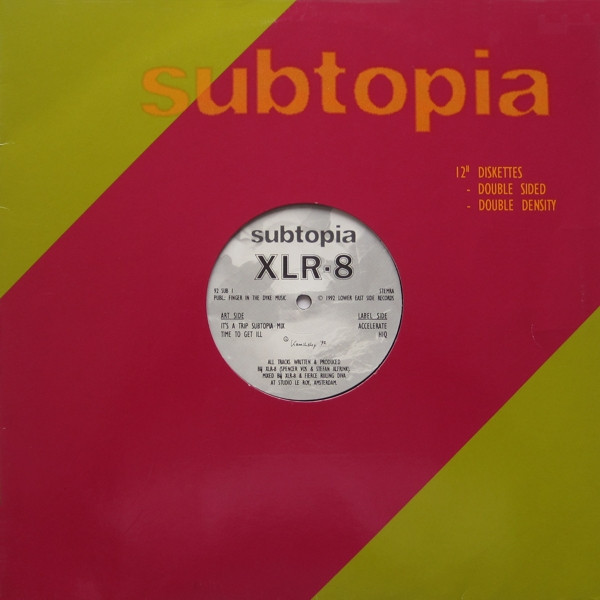 subtopia
12" DISKETTES
- DOUBLE SIDED
- DOUBLE DENSITY
subtopia
XLR·8
92 SUB 1 STEMRA
PUBL. FINGER IN THE DYKE MUSIC © 1992 LOWER EAST SIDE RECORDS
ART SIDE LABEL SIDE
IT'S A TRIP SUBTOPIA MIX ACCELERATE
TIME TO GET ILL HIQ
©
ALL TRACKS WRITTEN & PRODUCED
BY XLR-8 (SPENCER VOX & STEFAN ALFRINK)
MIXED BY XLR-8 & FIERCE RULING DIVA
AT STUDIO LE ROY, AMSTERDAM.